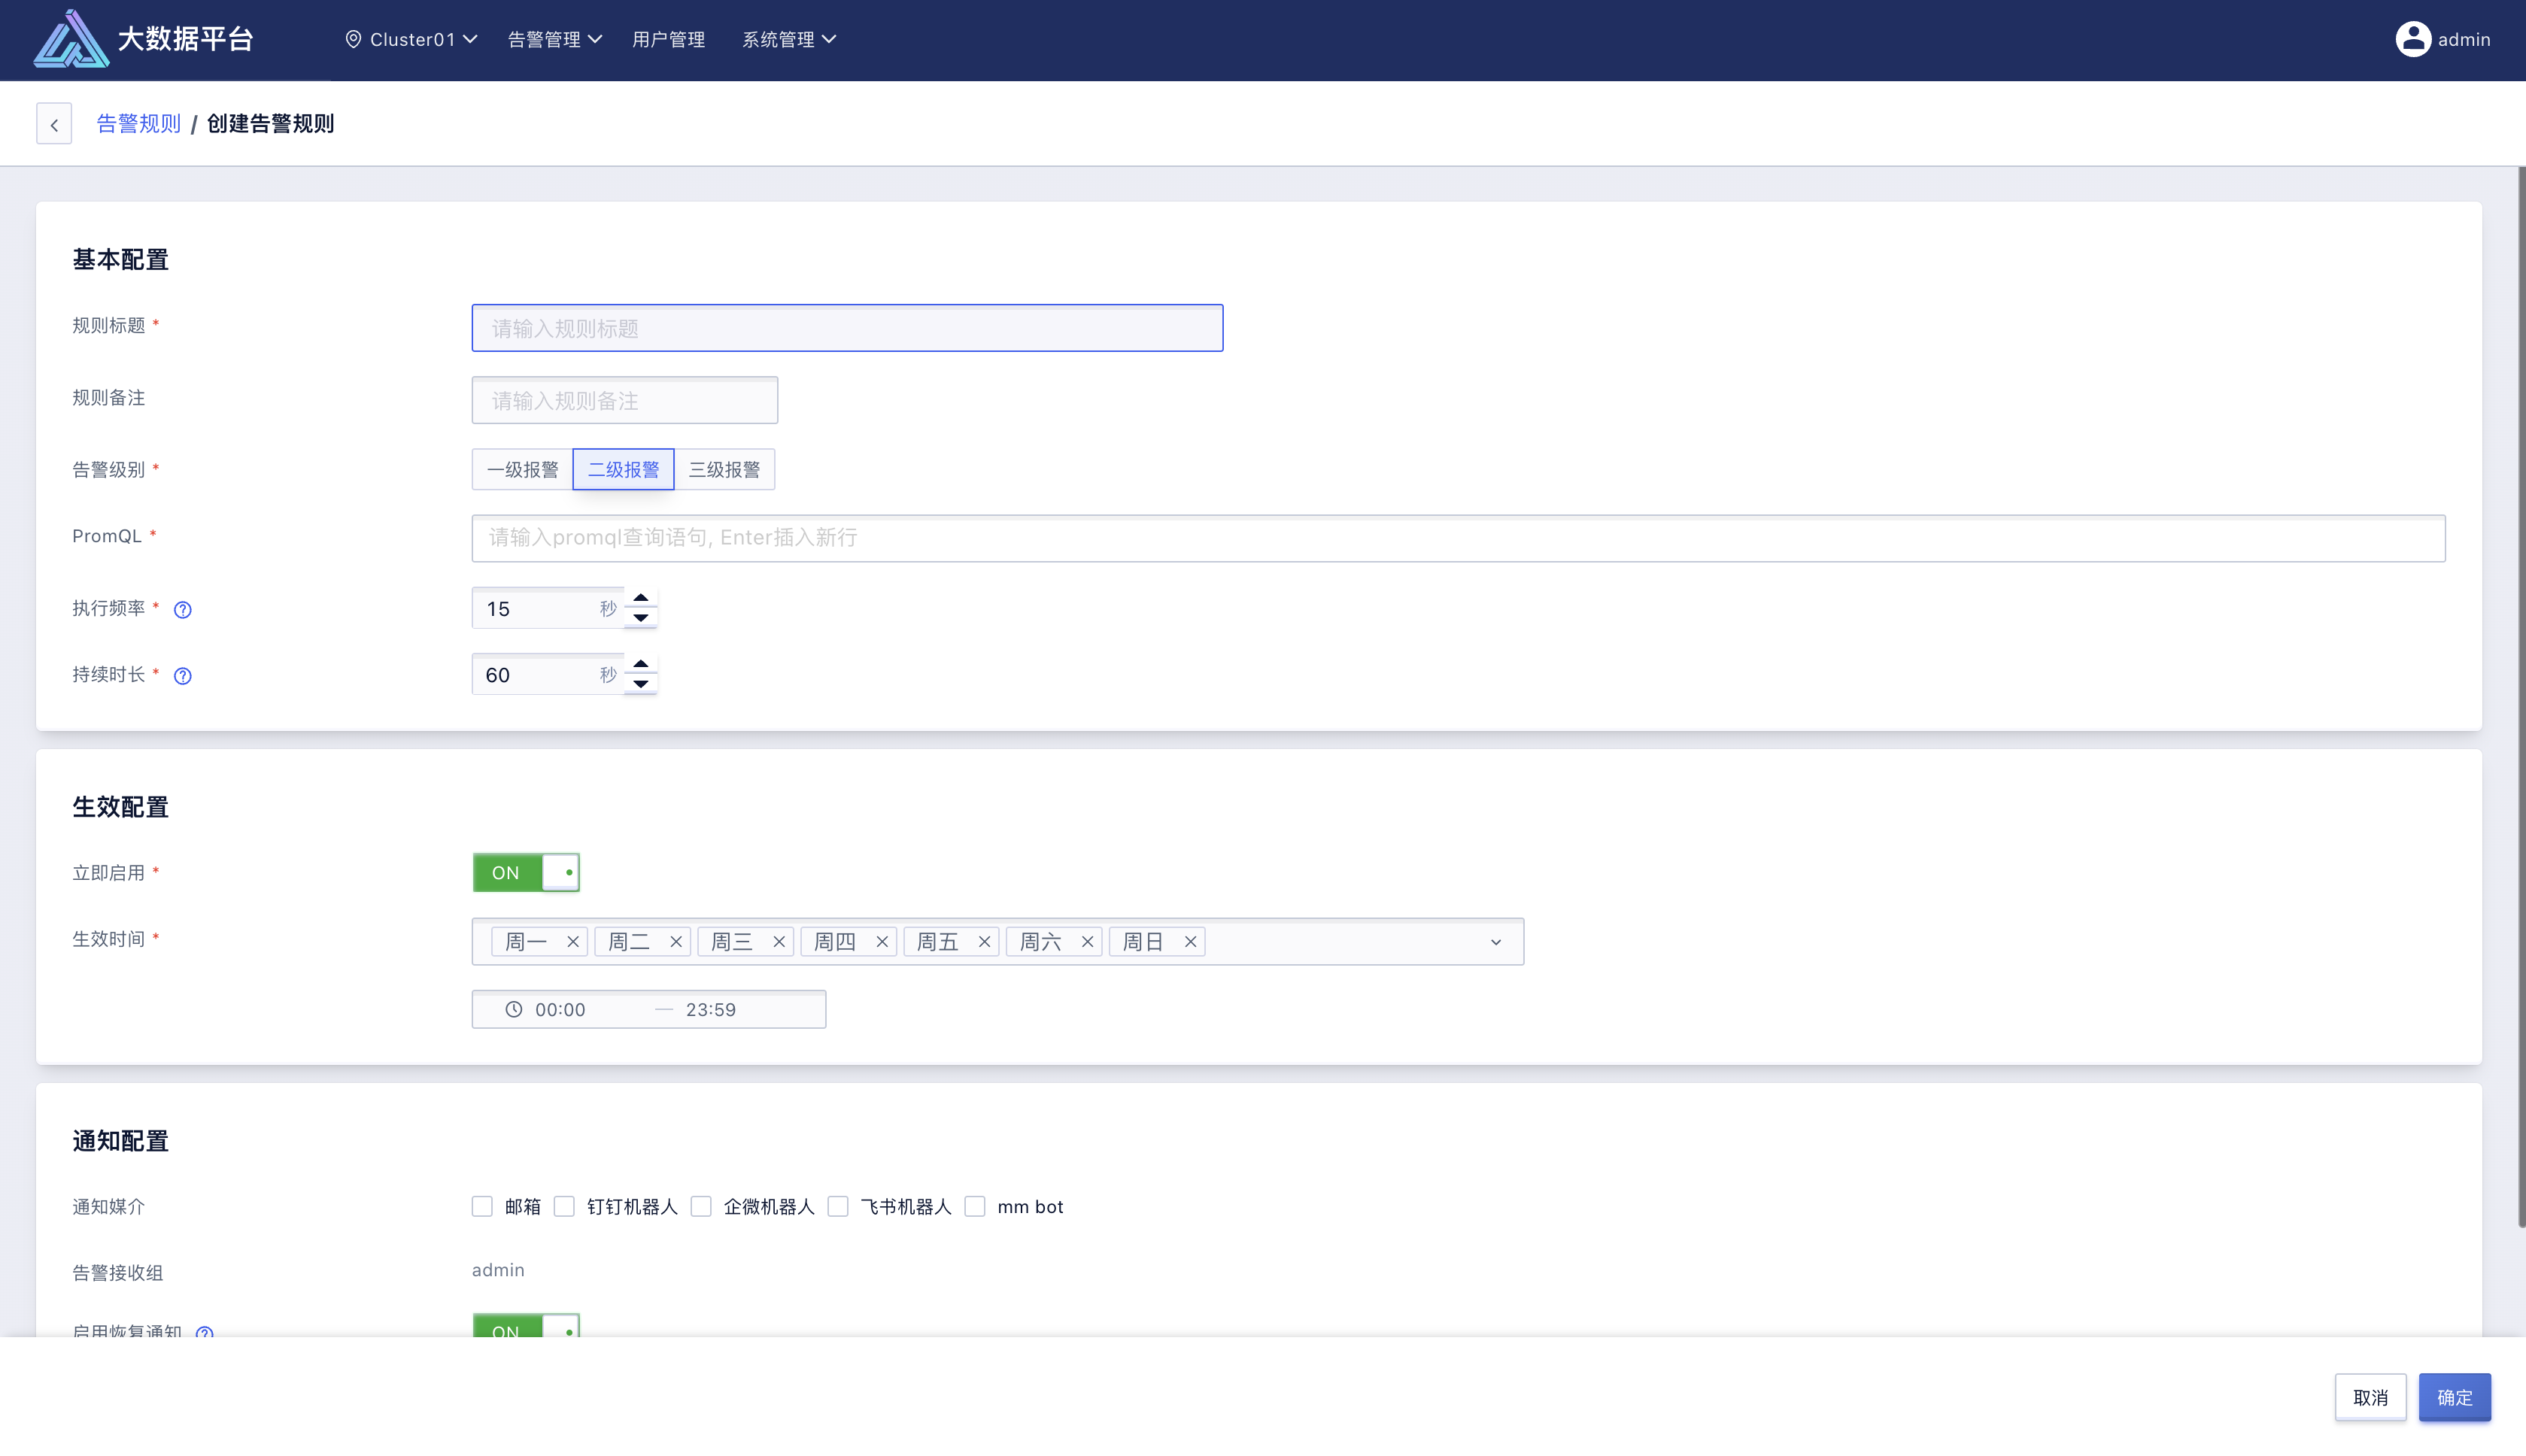 大数据平台
Cluster01 告警管理 用户管理 系统管理 admin
告警规则 / 创建告警规则
基本配置
规则标题 * 请输入规则标题
规则备注 请输入规则备注
告警级别 * 一级报警 二级报警 三级报警
PromQL * 请输入promql查询语句, Enter插入新行
执行频率 * 15 秒
持续时长 * 60 秒
生效配置
立即启用 * ON
生效时间 * 周一 周二 周三 周四 周五 周六 周日
00:00 — 23:59
通知配置
通知媒介 邮箱 钉钉机器人 企微机器人 飞书机器人 mm bot
告警接收组 admin
启用恢复通知 ON
取消 确定